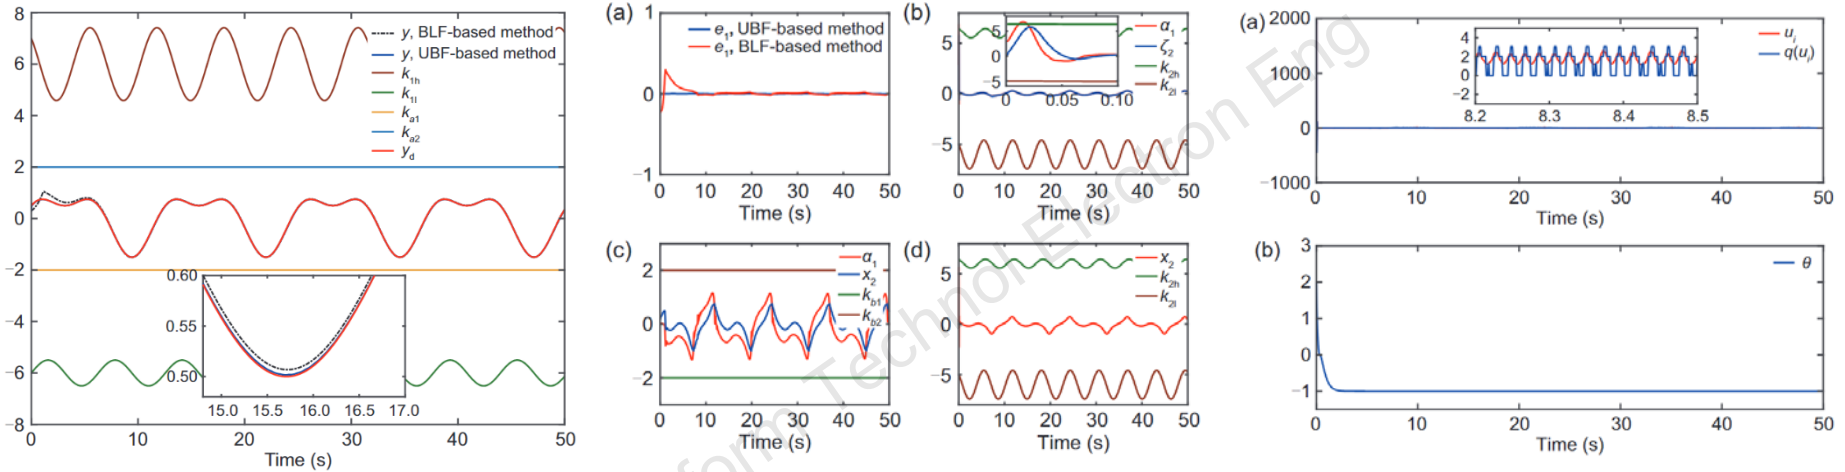 8
6
4
2
0
−2
−4
−6
−8
y, BLF-based method
y, UBF-based method
k1h
k1l
ka1
ka2
yd
0.60
0.55
0.50
15.0 15.5 16.0 16.5 17.0
0 10 20 30 40 50
Time (s)
(a)
1
0
−1
e1, UBF-based method
e1, BLF-based method
0 10 20 30 40 50
Time (s)
(b)
5
0
−5
α1
ζ2
k2h
k2l
5
0
−5
0 0.05 0.10
0 10 20 30 40 50
Time (s)
(c)
2
0
−2
α1
x2
kb1
kb2
0 10 20 30 40 50
Time (s)
(d)
5
0
−5
x2
k2h
k2l
0 10 20 30 40 50
Time (s)
(a)
2000
1000
0
−1000
ui
q(ui)
4
2
0
−2
8.2 8.3 8.4 8.5
0 10 20 30 40 50
Time (s)
(b)
3
2
1
0
−1
θ
0 10 20 30 40 50
Time (s)
form Technol Electron Eng